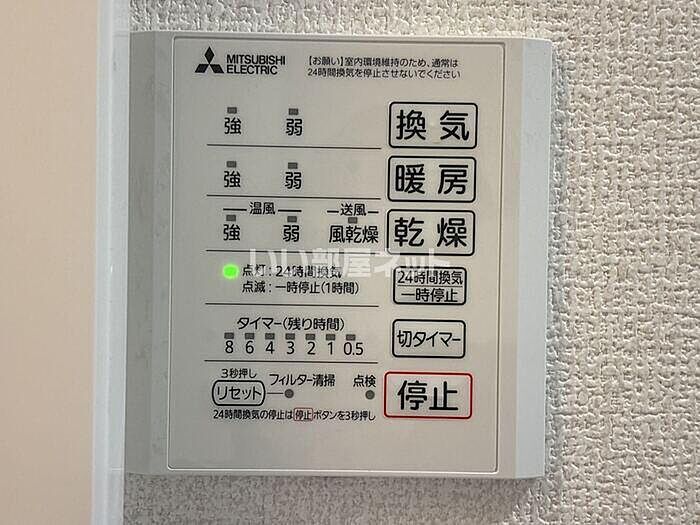 MITSUBISHI
ELECTRIC
【お願い】室内環境維持のため、通常は
24時間換気を停止させないでください
強 弱 換気
強 弱 暖房
温風 送風
強 弱 風乾燥 乾燥
いい部屋ネット
点灯:24時間換気
点滅:一時停止(1時間)
24時間換気
一時停止
タイマー(残り時間)
8 6 4 3 2 1 0.5
切タイマー
3秒押し
リセット フィルター清掃 点検
停止
24時間換気の停止は停止ボタンを3秒押し